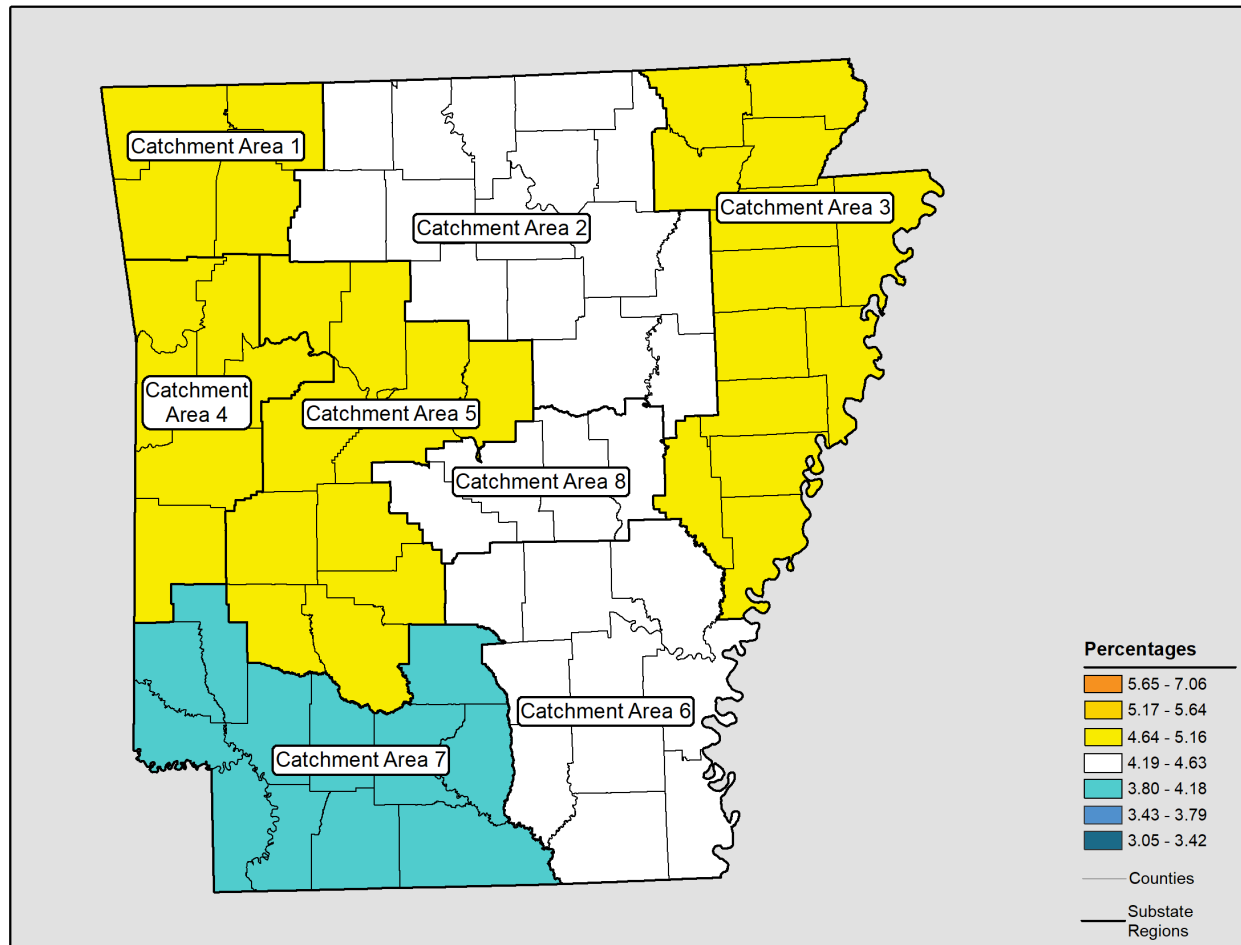 Catchment Area 1
Catchment Area 3
Catchment Area 2
Catchment
Area 4
Catchment Area 5
Catchment Area 8
Catchment Area 6
Catchment Area 7
Percentages
5.65 - 7.06
5.17 - 5.64
4.64 - 5.16
4.19 - 4.63
3.80 - 4.18
3.43 - 3.79
3.05 - 3.42
Counties
Substate
Regions